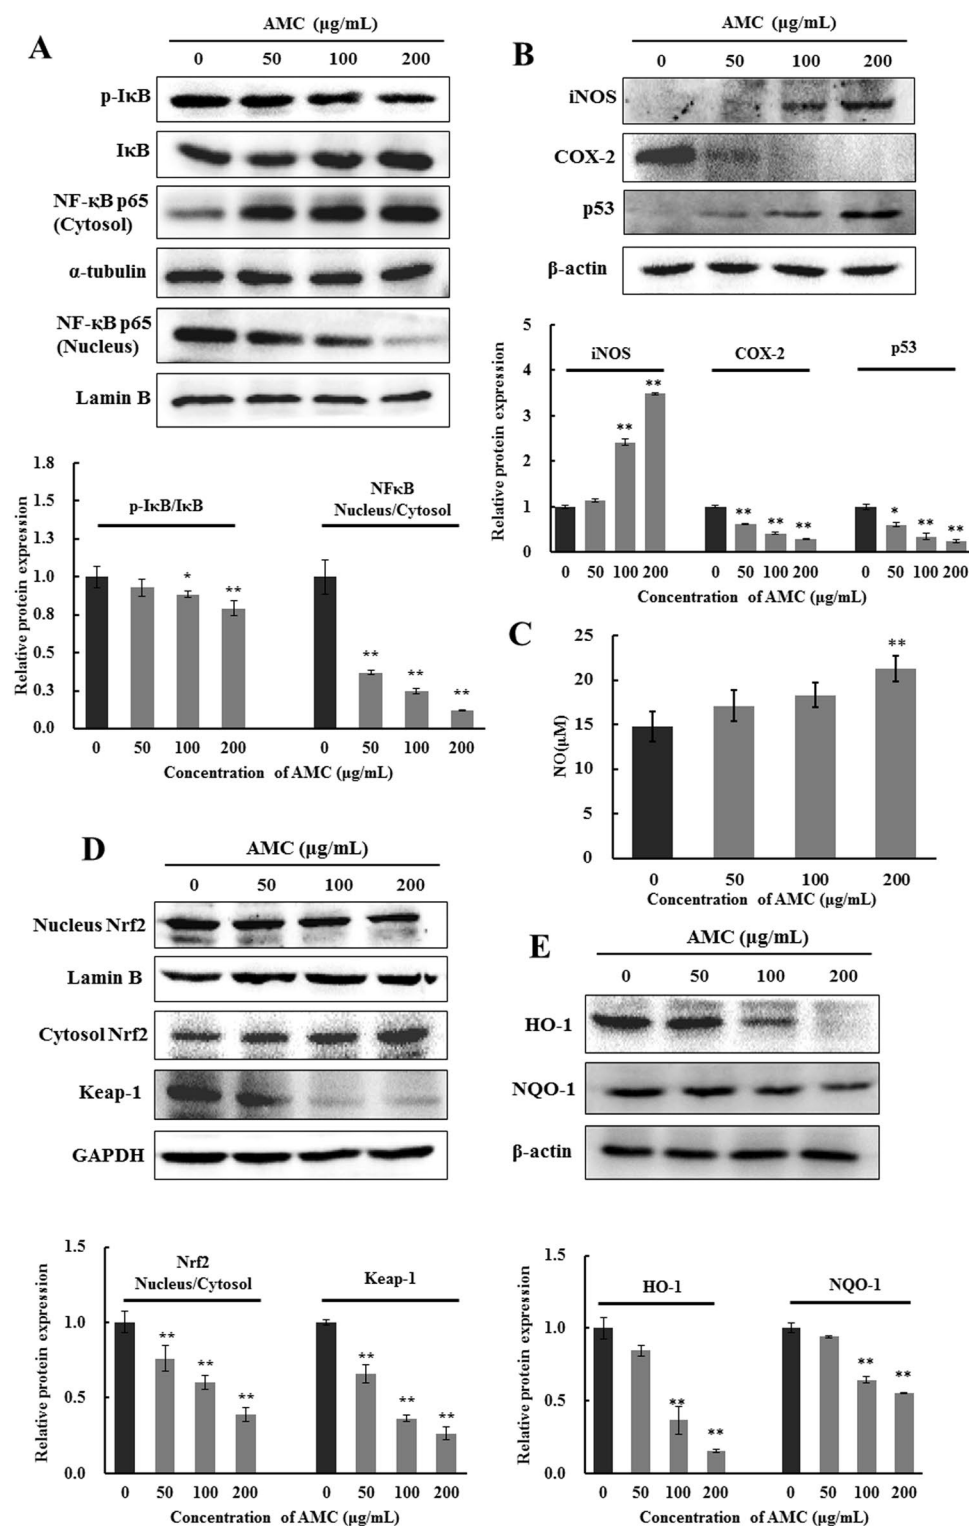 A
AMC (µg/mL)
0 50 100 200
p-IκB
IκB
NF-κB p65
(Cytosol)
α-tubulin
NF-κB p65
(Nucleus)
Lamin B
Relative protein expression
1.8
1.5
1.3
1.0
0.8
0.5
0.3
0.0
p-IκB/IκB
NFκB
Nucleus/Cytosol
* **
** ** **
0 50 100 200 0 50 100 200
Concentration of AMC (µg/mL)
B
AMC (µg/mL)
0 50 100 200
iNOS
COX-2
p53
β-actin
Relative protein expression
5
4
3
2
1
0
iNOS COX-2 p53
** **
** ** **
* ** **
0 50 100 200 0 50 100 200 0 50 100 200
Concentration of AMC (µg/mL)
C
NO(µM)
25
20
15
10
5
0
**
0 50 100 200
Concentration of AMC (µg/mL)
D
AMC (µg/mL)
0 50 100 200
Nucleus Nrf2
Lamin B
Cytosol Nrf2
Keap-1
GAPDH
Relative protein expression
1.5
1.0
0.5
0.0
Nrf2
Nucleus/Cytosol
Keap-1
** ** **
** ** **
0 50 100 200 0 50 100 200
Concentration of AMC (µg/mL)
E
AMC (µg/mL)
0 50 100 200
HO-1
NQO-1
β-actin
Relative protein expression
1.5
1.0
0.5
0.0
HO-1 NQO-1
** **
** **
0 50 100 200 0 50 100 200
Concentration of AMC (µg/mL)